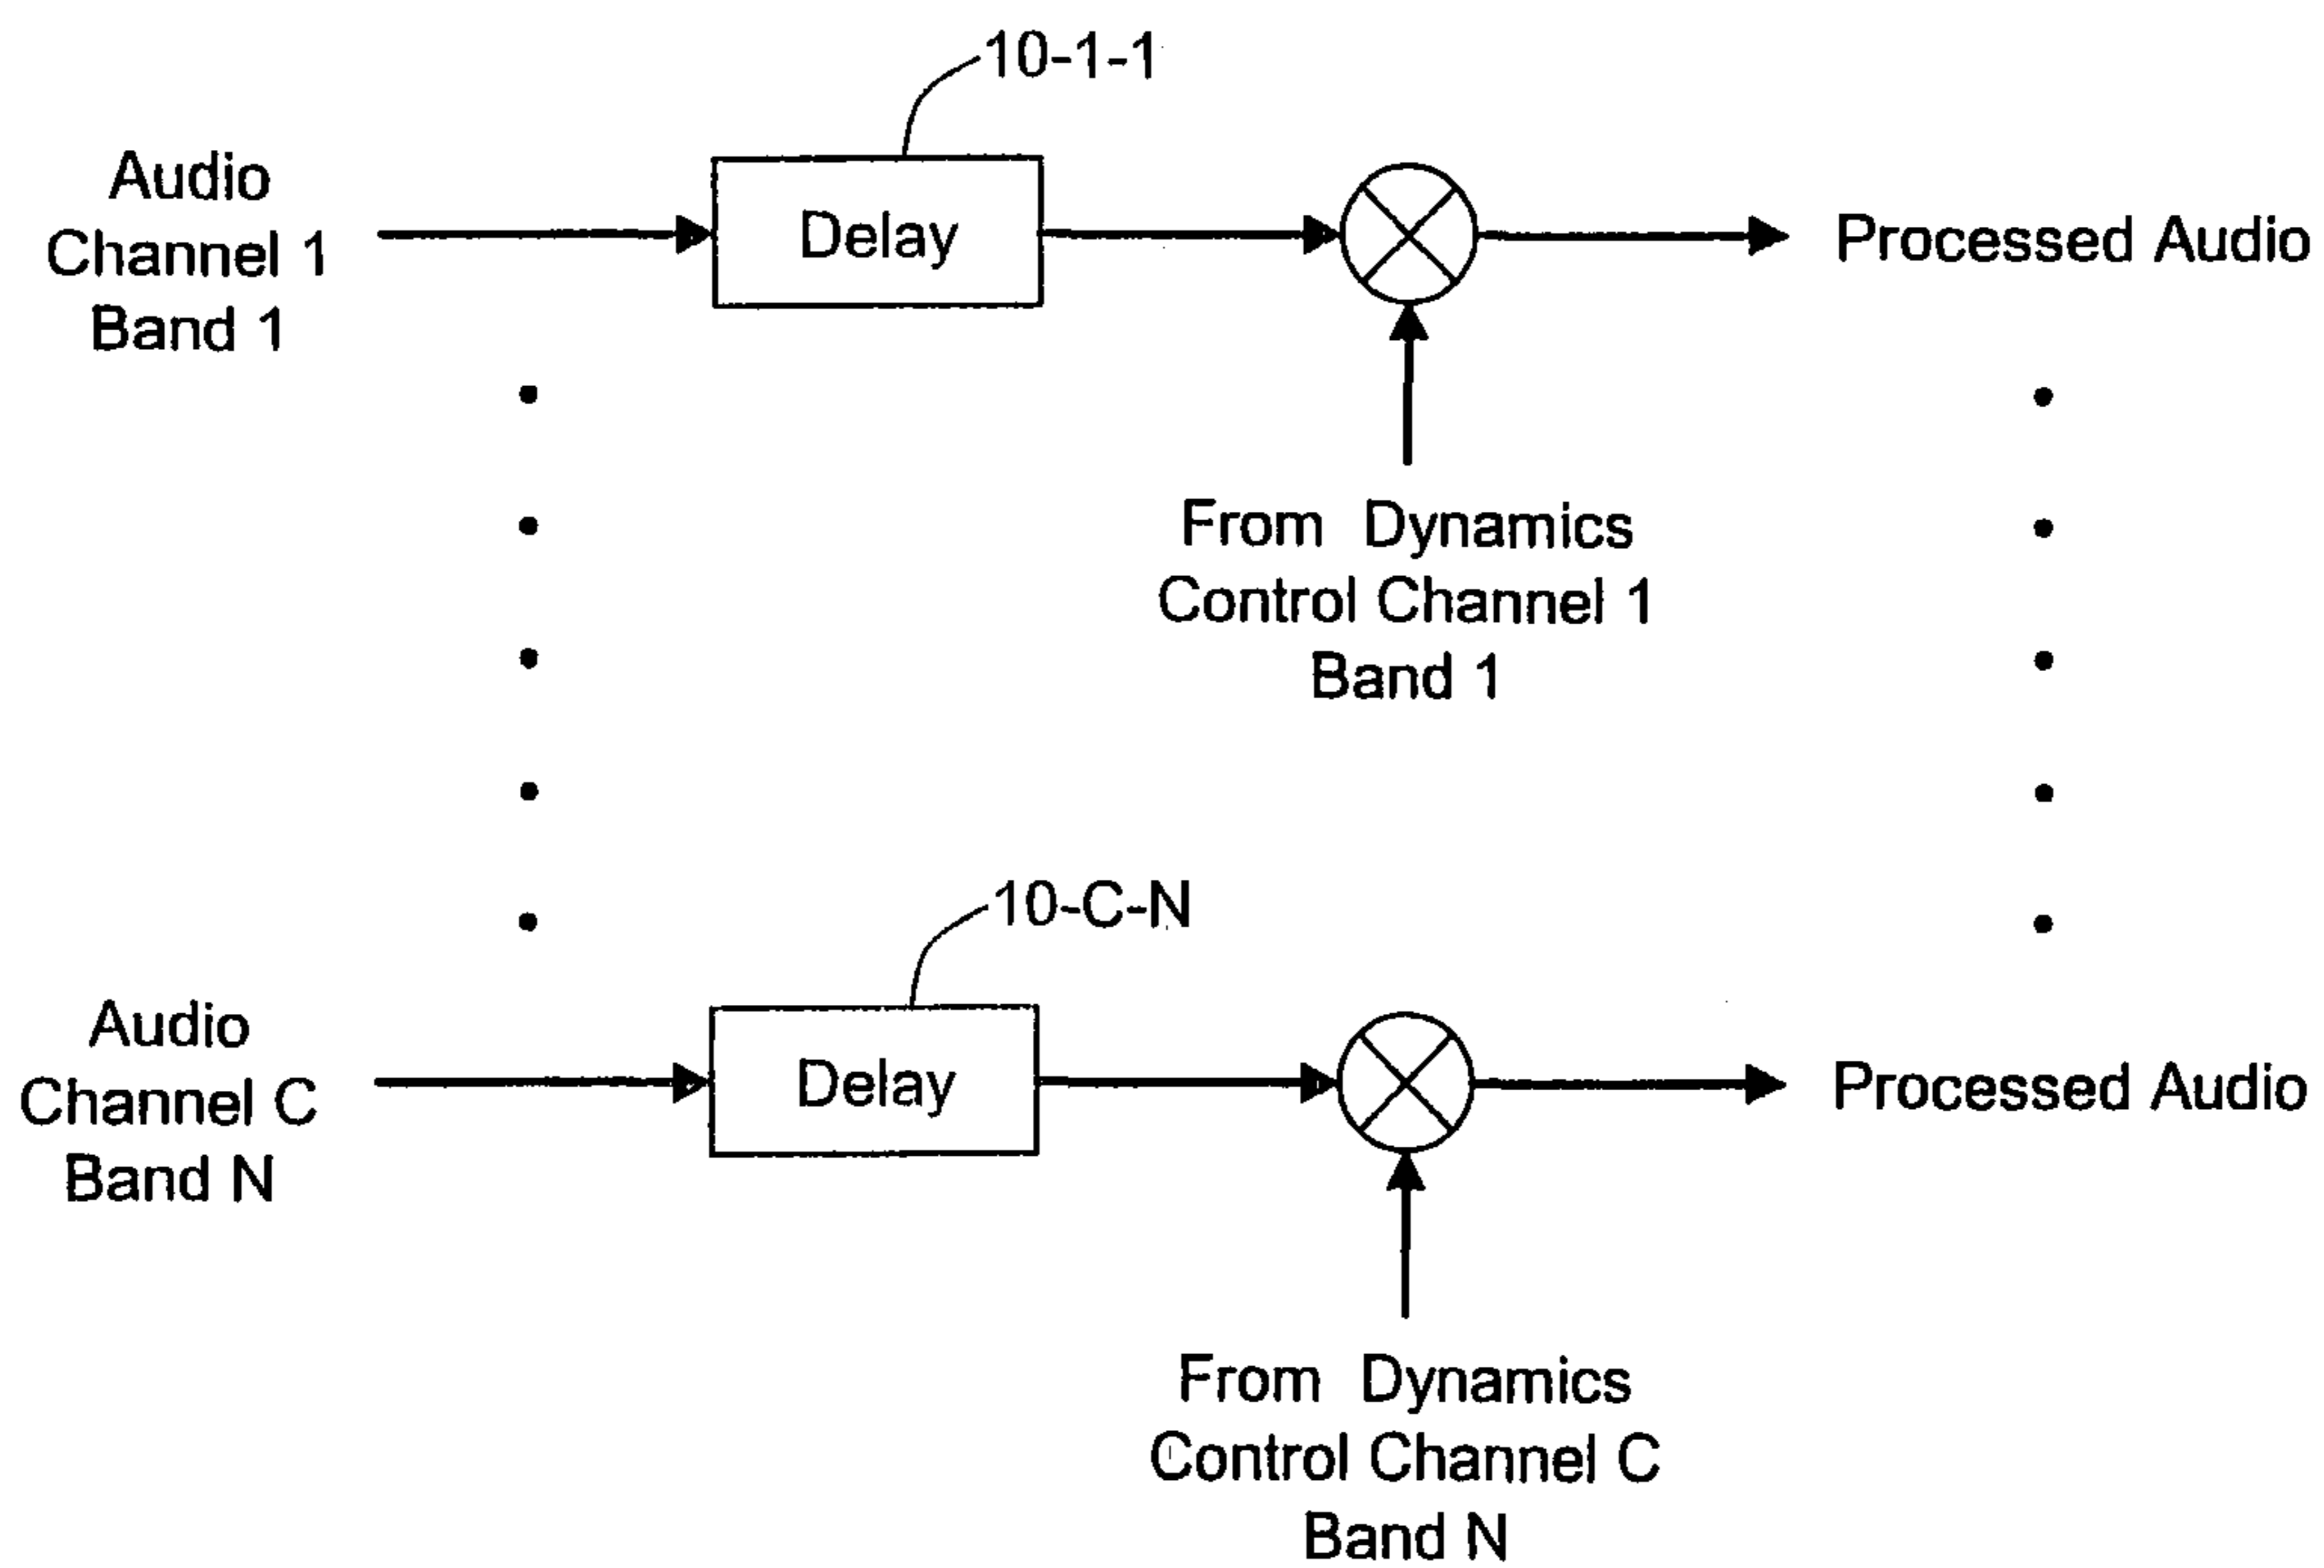 10-1-1
Audio
Channel 1
Band 1
Delay
Processed Audio
From Dynamics
Control Channel 1
Band 1
10-C-N
Audio
Channel C
Band N
Delay
Processed Audio
From Dynamics
Control Channel C
Band N